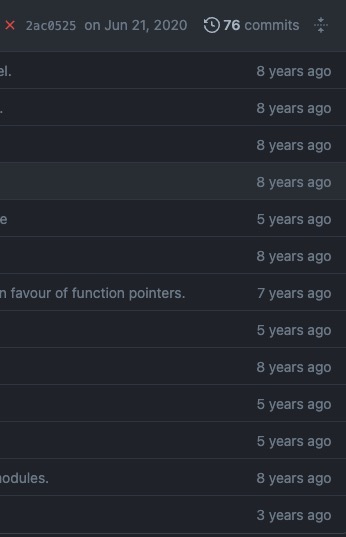 2ac0525 on Jun 21, 2020 76 commits
el. 8 years ago
. 8 years ago
8 years ago
8 years ago
e 5 years ago
8 years ago
n favour of function pointers. 7 years ago
5 years ago
8 years ago
5 years ago
5 years ago
nodules. 8 years ago
3 years ago